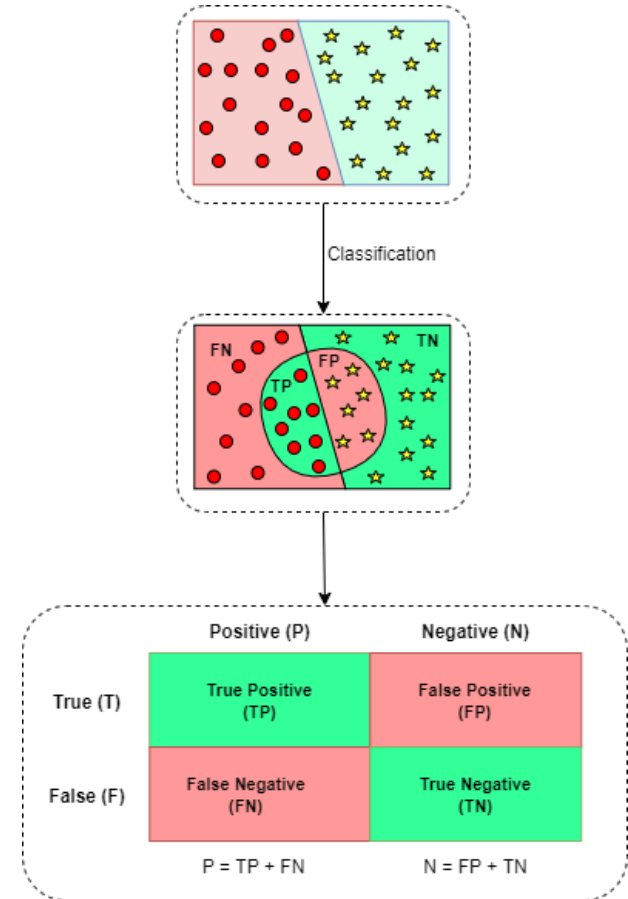 Classification
FN
FP
TN
TP
Positive (P)
Negative (N)
True (T)
True Positive
(TP)
False Positive
(FP)
False (F)
False Negative
(FN)
True Negative
(TN)
P = TP + FN
N = FP + TN